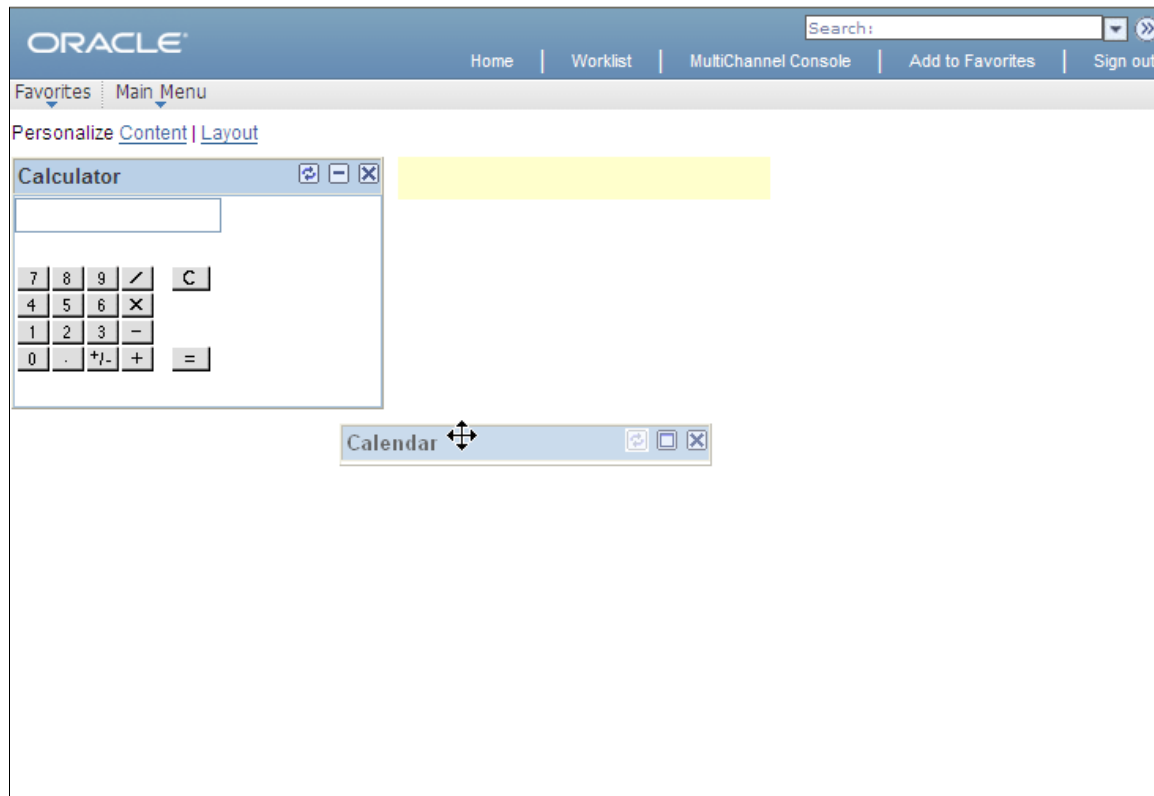 ORACLE
Search:
Home | Worklist | MultiChannel Console | Add to Favorites | Sign out
Favorites Main Menu
Personalize Content | Layout
Calculator
7 8 9 / C
4 5 6 X
1 2 3 -
0 . +/- + =
Calendar